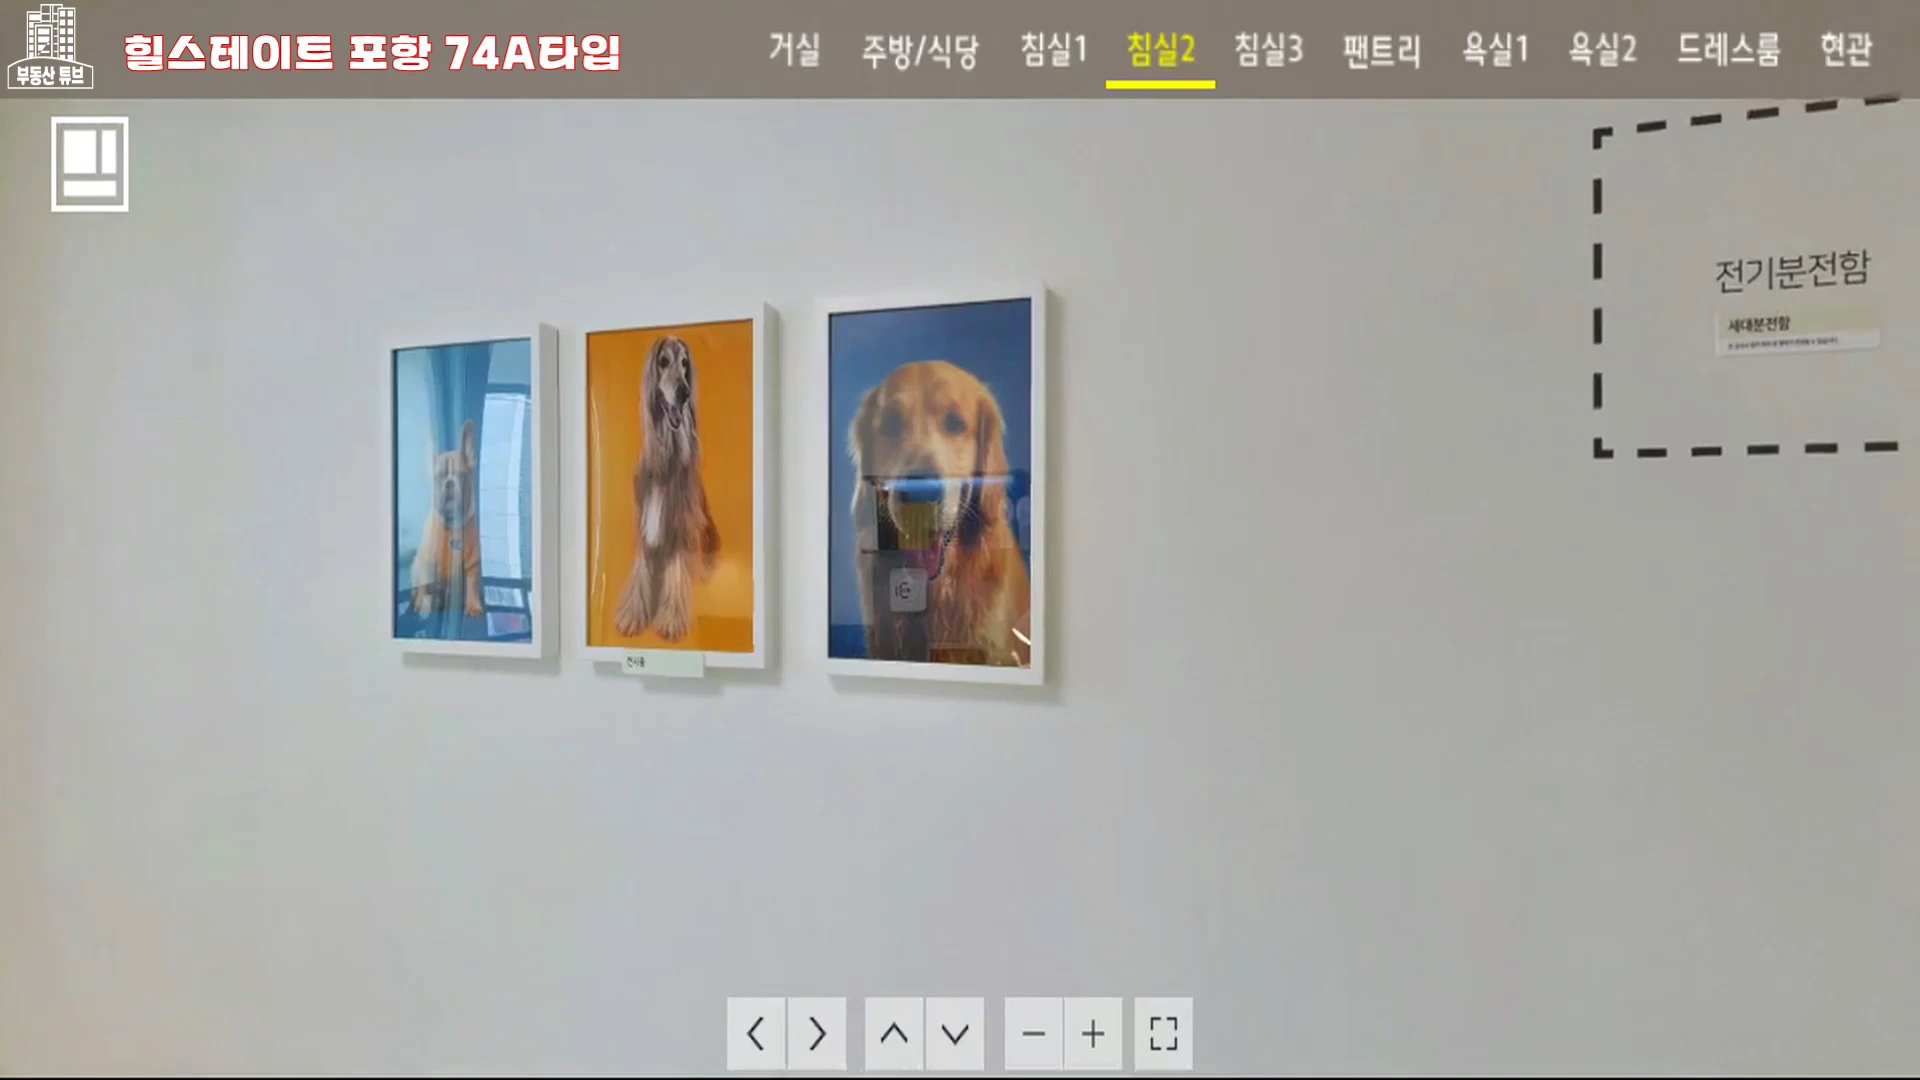 부동산 튜브
힐스테이트 포항 74A타입
거실 주방/식당 침실1 침실2 침실3 팬트리 욕실1 욕실2 드레스룸 현관
전기분전함
세대분전함
전시용